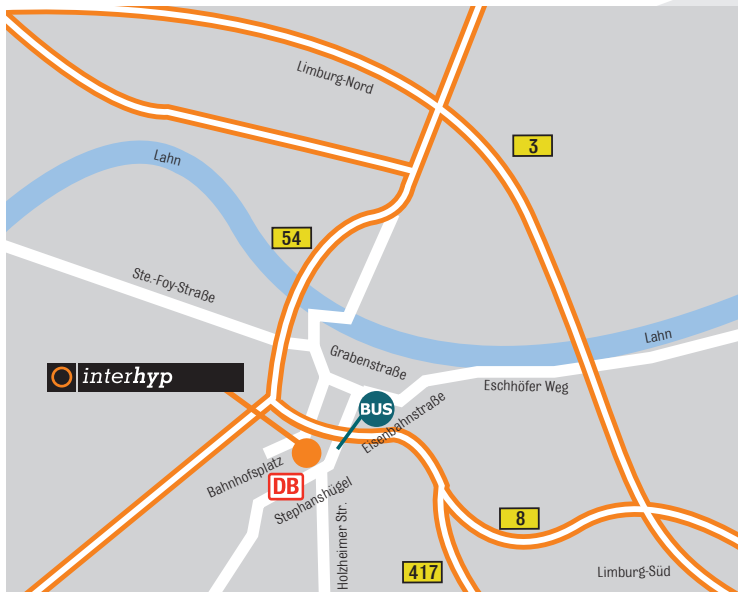 Limburg-Nord
3
Lahn
54
Ste.-Foy-Straße
Lahn
Grabenstraße
interhyp
Eschhöfer Weg
BUS
Eisenbahnstraße
Bahnhofsplatz
DB
Stephanshügel
8
Holzheimer Str.
417
Limburg-Süd